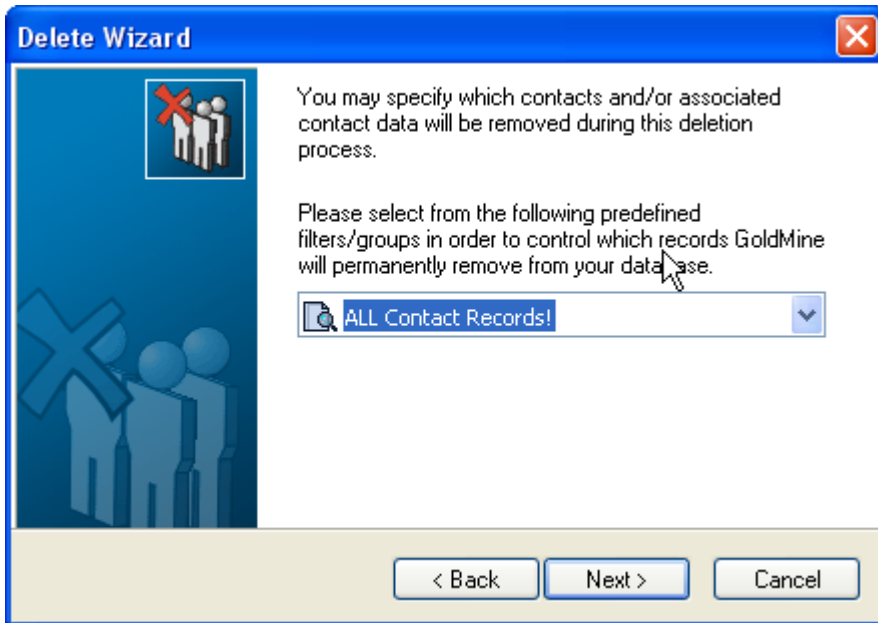 Delete Wizard
You may specify which contacts and/or associated
contact data will be removed during this deletion
process.
Please select from the following predefined
filters/groups in order to control which records GoldMine
will permanently remove from your database.
ALL Contact Records!
< Back
Next >
Cancel